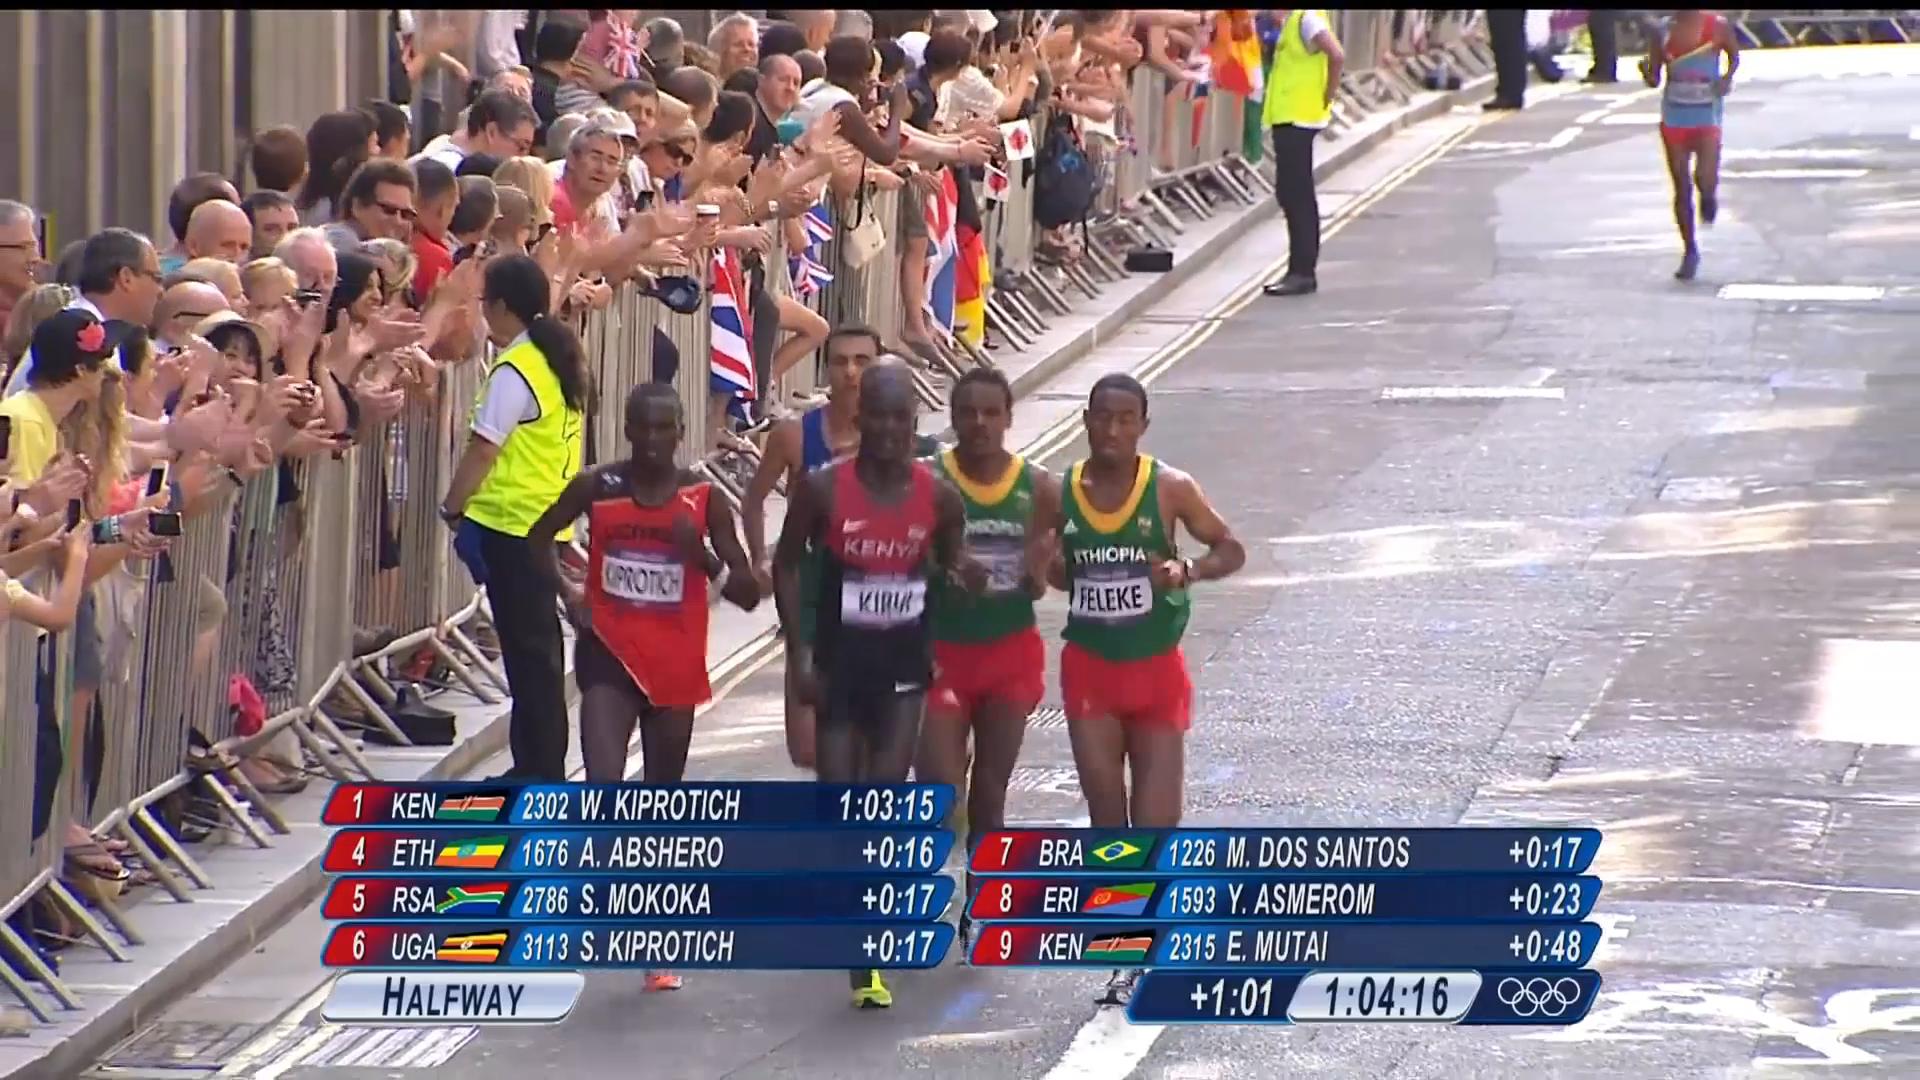 KIPROTICH
KENYA
KIRUI
ETHIOPIA
FELEKE
1 KEN 2302 W. KIPROTICH 1:03:15
4 ETH 1676 A. ABSHERO +0:16
5 RSA 2786 S. MOKOKA +0:17
6 UGA 3113 S. KIPROTICH +0:17
7 BRA 1226 M. DOS SANTOS +0:17
8 ERI 1593 Y. ASMEROM +0:23
9 KEN 2315 E. MUTAI +0:48
HALFWAY
+1:01 1:04:16